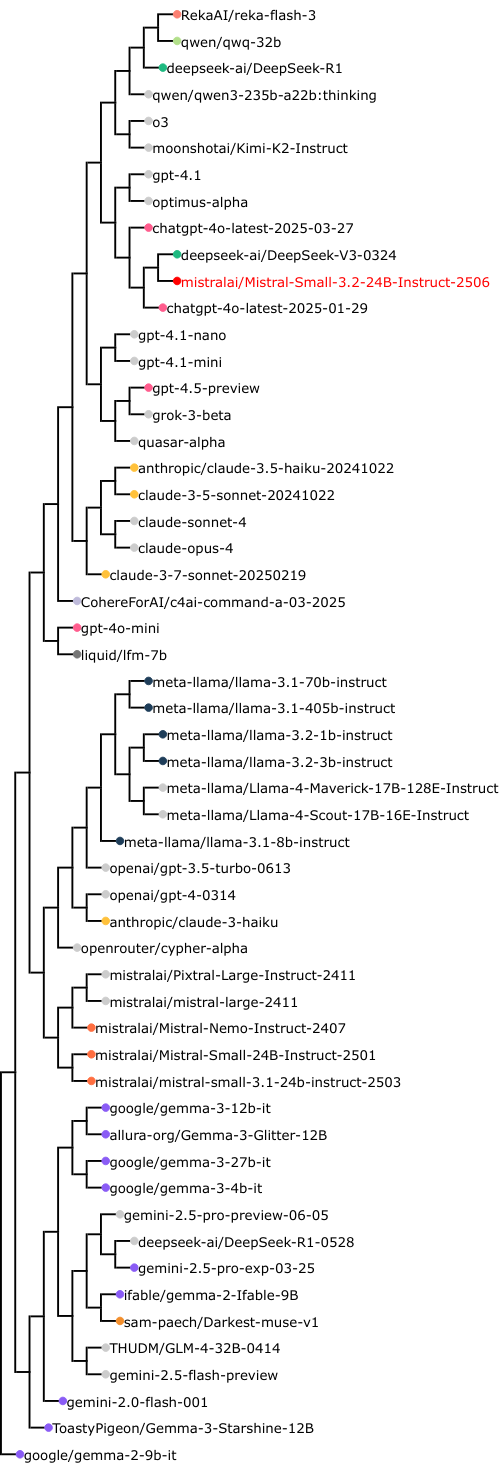 RekaAI/reka-flash-3
qwen/qwq-32b
deepseek-ai/DeepSeek-R1
qwen/qwen3-235b-a22b:thinking
o3
moonshotai/Kimi-K2-Instruct
gpt-4.1
optimus-alpha
chatgpt-4o-latest-2025-03-27
deepseek-ai/DeepSeek-V3-0324
mistralai/Mistral-Small-3.2-24B-Instruct-2506
chatgpt-4o-latest-2025-01-29
gpt-4.1-nano
gpt-4.1-mini
gpt-4.5-preview
grok-3-beta
quasar-alpha
anthropic/claude-3.5-haiku-20241022
claude-3-5-sonnet-20241022
claude-sonnet-4
claude-opus-4
claude-3-7-sonnet-20250219
CohereForAI/c4ai-command-a-03-2025
gpt-4o-mini
liquid/lfm-7b
meta-llama/llama-3.1-70b-instruct
meta-llama/llama-3.1-405b-instruct
meta-llama/llama-3.2-1b-instruct
meta-llama/llama-3.2-3b-instruct
meta-llama/Llama-4-Maverick-17B-128E-Instruct
meta-llama/Llama-4-Scout-17B-16E-Instruct
meta-llama/llama-3.1-8b-instruct
openai/gpt-3.5-turbo-0613
openai/gpt-4-0314
anthropic/claude-3-haiku
openrouter/cypher-alpha
mistralai/Pixtral-Large-Instruct-2411
mistralai/mistral-large-2411
mistralai/Mistral-Nemo-Instruct-2407
mistralai/Mistral-Small-24B-Instruct-2501
mistralai/mistral-small-3.1-24b-instruct-2503
google/gemma-3-12b-it
allura-org/Gemma-3-Glitter-12B
google/gemma-3-27b-it
google/gemma-3-4b-it
gemini-2.5-pro-preview-06-05
deepseek-ai/DeepSeek-R1-0528
gemini-2.5-pro-exp-03-25
ifable/gemma-2-Ifable-9B
sam-paech/Darkest-muse-v1
THUDM/GLM-4-32B-0414
gemini-2.5-flash-preview
gemini-2.0-flash-001
ToastyPigeon/Gemma-3-Starshine-12B
google/gemma-2-9b-it